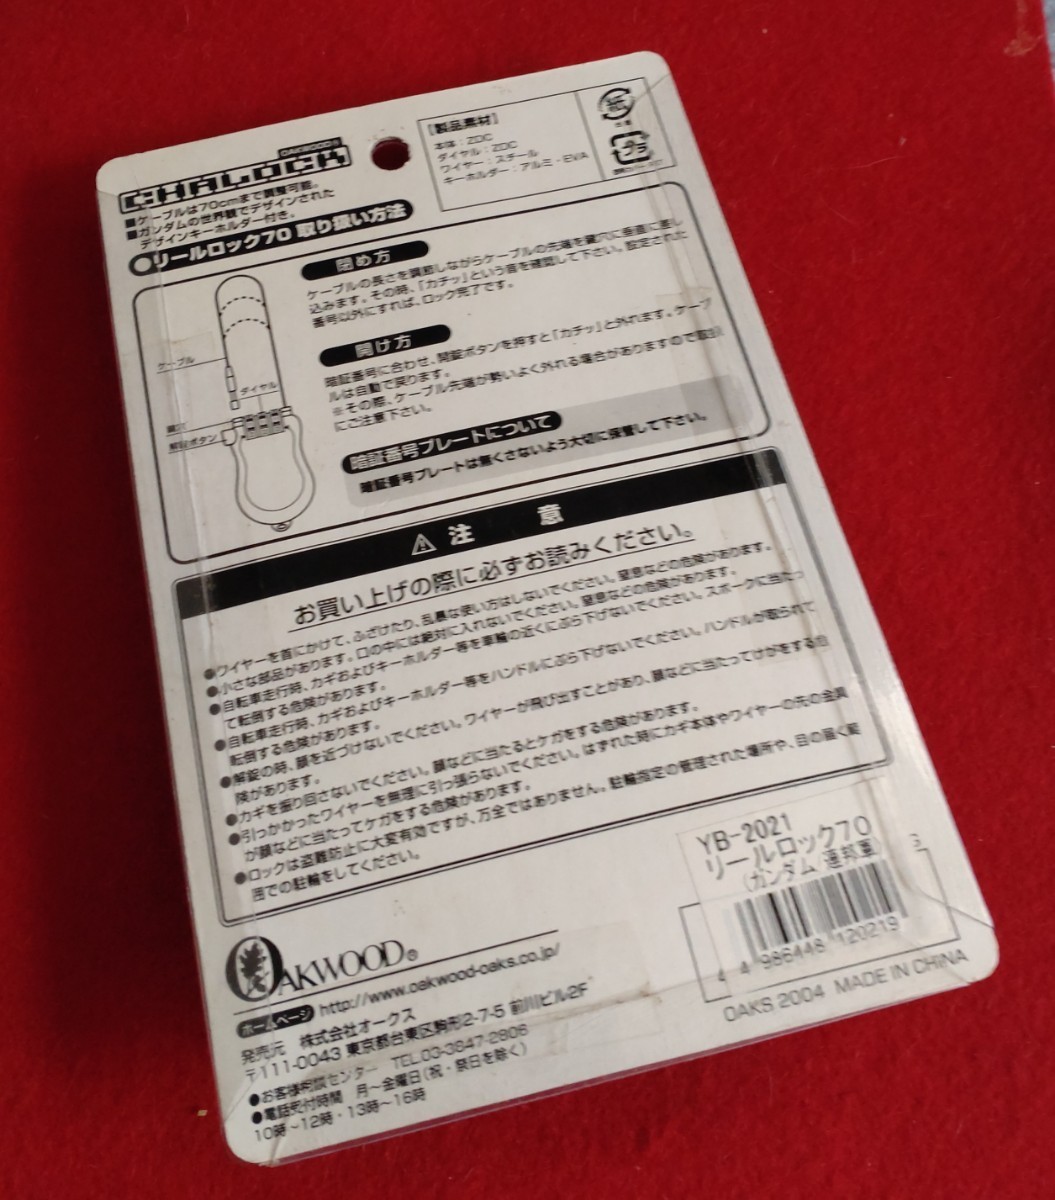 OAKWOOD'S
■ケーブルは70cmまで調整可能。
■ガンダムの世界観でデザインされた
デザインキーホルダー付き。
【製品素材】
本体：ZDC
ダイヤル：ZDC
ワイヤー：スチール
キーホルダー：アルミ・EVA
紙
プラ
●リールロック70 取り扱い方法
閉め方
ケーブルの長さを調節しながらケーブルの先端を鍵穴に垂直に差し
込みます。その時、「カチッ」という音を確認して下さい。設定された
番号以外にすれば、ロック完了です。
開け方
暗証番号に合わせ、開錠ボタンを押すと「カチッ」と外れます。ケーブ
ルは自動で戻ります。
※その際、ケーブル先端が勢いよく外れる場合がありますので取扱い
にご注意下さい。
暗証番号プレートについて
暗証番号プレートは無くさないよう大切に保管して下さい。
ケーブル
ダイヤル
鍵穴
解錠ボタン
⚠注 意
お買い上げの際に必ずお読みください。
●ワイヤーを首にかけて、ふざけたり、乱暴な使い方はしないでください。窒息などの危険があります。
●小さな部品があります。口の中には絶対に入れないでください。窒息などの危険があります。
●自転車走行時、カギおよびキーホルダー等を車輪の近くにぶら下げないでください。スポークに当たっ
て転倒する危険があります。
●自転車走行時、カギおよびキーホルダー等をハンドルにぶら下げないでください。ハンドルが取られて
転倒する危険があります。
●解錠の時、顔を近づけないでください。ワイヤーが飛び出すことがあり、顔などに当たってけがをする危
険があります。
●カギを振り回さないでください。顔などに当たるとケガをする危険があります。
●引っかかったワイヤーを無理に引っ張らないでください。はずれた時にカギ本体やワイヤーの先の金具
が顔などに当たってケガをする危険があります。
●ロックは盗難防止に大変有効ですが、万全ではありません。駐輪指定の管理された場所や、目の届く範
囲での駐輪をしてください。
YB-2021
リールロック70
(ガンダム 連邦軍)
4 986448 120219
OAKWOOD®
ホームページ http://www.oakwood-oaks.co.jp/
発売元 株式会社オークス
〒111-0043 東京都台東区駒形2-7-5 前川ビル2F
●お客様相談センター TEL.03-3847-2806
●電話受付時間 月～金曜日(祝・祭日を除く)
10時～12時・13時～16時
OAKS 2004 MADE IN CHINA